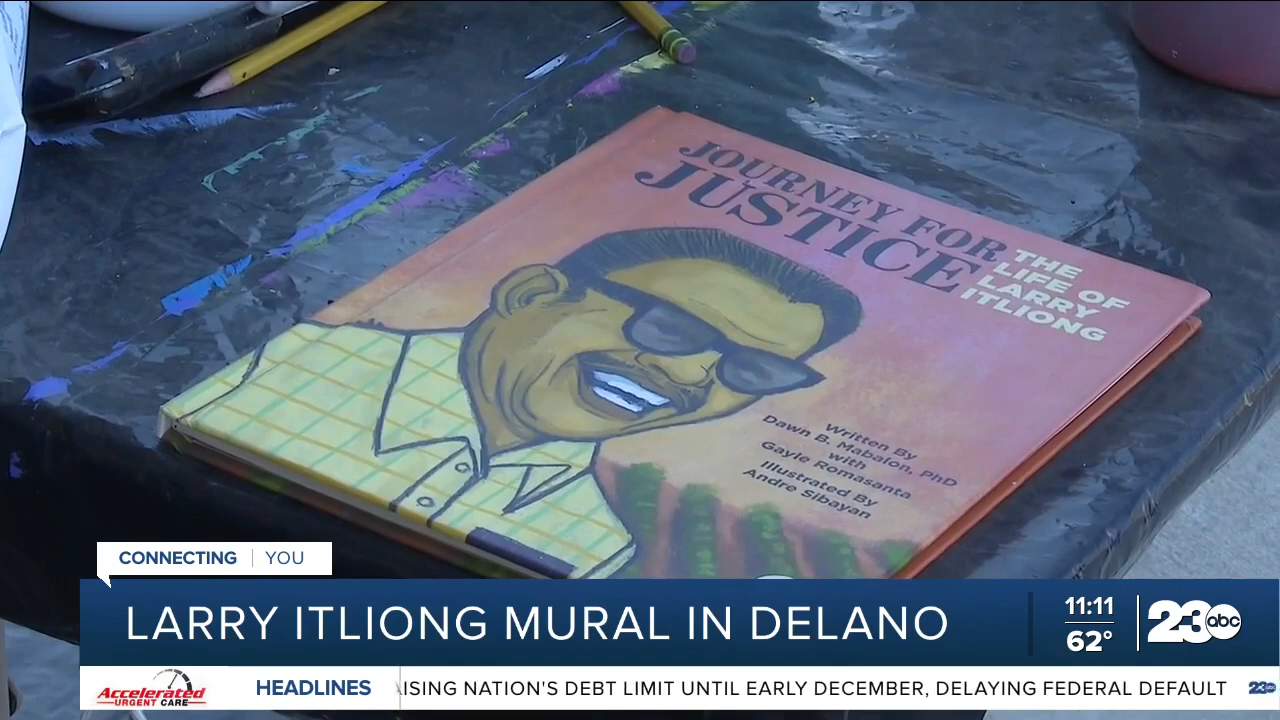 JOURNEY FOR
JUSTICE
THE
LIFE OF
LARRY
ITLIONG
Written By
Dawn B. Mabalon, PhD
with
Gayle Romasanta
Illustrated By
Andre Sibayan
CONNECTING YOU
LARRY ITLIONG MURAL IN DELANO
11:11
62°
23 abc
Accelerated
URGENT CARE
HEADLINES
AISING NATION'S DEBT LIMIT UNTIL EARLY DECEMBER, DELAYING FEDERAL DEFAULT
23